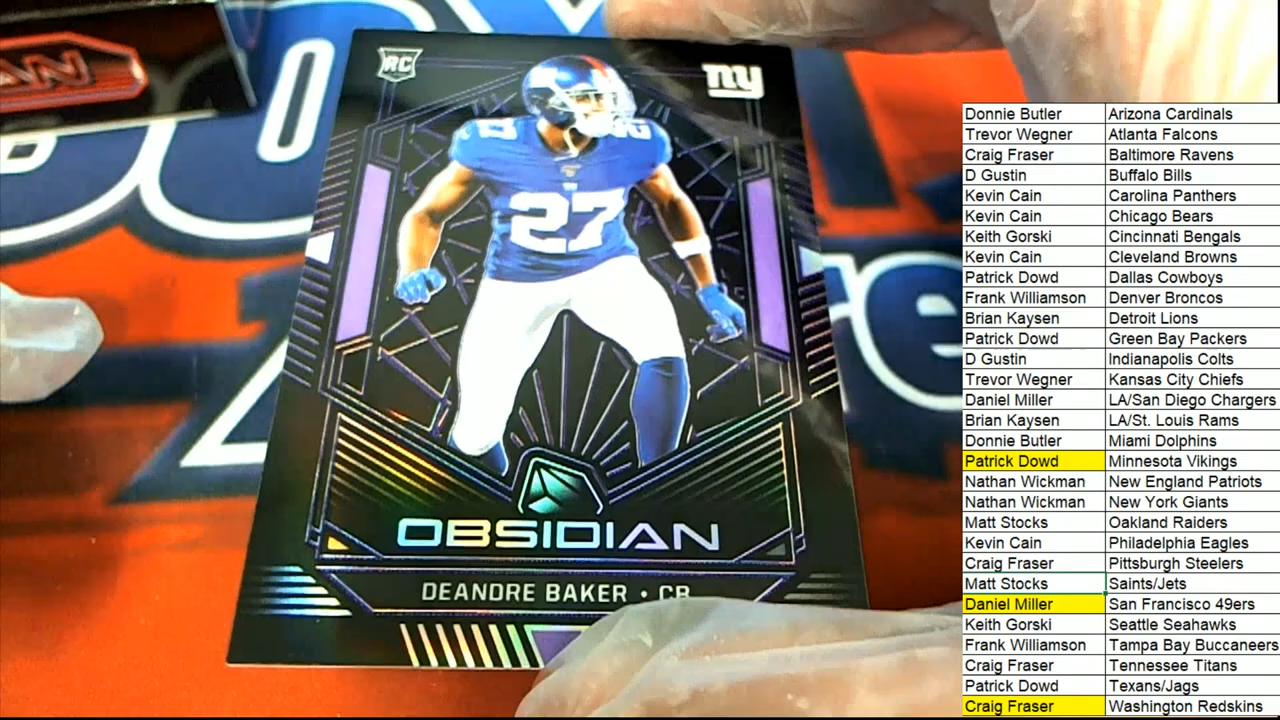 RC
ny
27
OBSIDIAN
DEANDRE BAKER • CB
Donnie Butler Arizona Cardinals
Trevor Wegner Atlanta Falcons
Craig Fraser Baltimore Ravens
D Gustin Buffalo Bills
Kevin Cain Carolina Panthers
Kevin Cain Chicago Bears
Keith Gorski Cincinnati Bengals
Kevin Cain Cleveland Browns
Patrick Dowd Dallas Cowboys
Frank Williamson Denver Broncos
Brian Kaysen Detroit Lions
Patrick Dowd Green Bay Packers
D Gustin Indianapolis Colts
Trevor Wegner Kansas City Chiefs
Daniel Miller LA/San Diego Chargers
Brian Kaysen LA/St. Louis Rams
Donnie Butler Miami Dolphins
Patrick Dowd Minnesota Vikings
Nathan Wickman New England Patriots
Nathan Wickman New York Giants
Matt Stocks Oakland Raiders
Kevin Cain Philadelphia Eagles
Craig Fraser Pittsburgh Steelers
Matt Stocks Saints/Jets
Daniel Miller San Francisco 49ers
Keith Gorski Seattle Seahawks
Frank Williamson Tampa Bay Buccaneers
Craig Fraser Tennessee Titans
Patrick Dowd Texans/Jags
Craig Fraser Washington Redskins